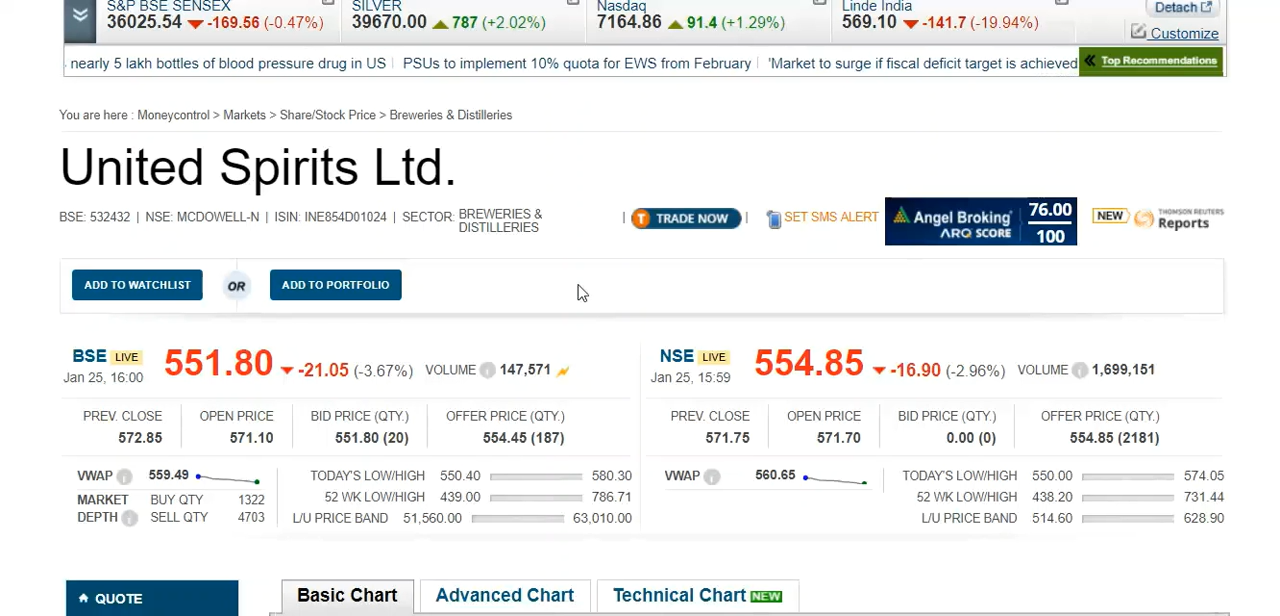 S&P BSE SENSEX
36025.54 -169.56 (-0.47%)
SILVER
39670.00 787 (+2.02%)
Nasdaq
7164.86 91.4 (+1.29%)
Linde India
569.10 -141.7 (-19.94%)
Detach
Customize
nearly 5 lakh bottles of blood pressure drug in US | PSUs to implement 10% quota for EWS from February | 'Market to surge if fiscal deficit target is achieved
Top Recommendations
You are here : Moneycontrol > Markets > Share/Stock Price > Breweries & Distilleries
United Spirits Ltd.
BSE: 532432 | NSE: MCDOWELL-N | ISIN: INE854D01024 | SECTOR: BREWERIES & DISTILLERIES
| T TRADE NOW |
SET SMS ALERT
Angel Broking ARQ SCORE 76.00 100
NEW THOMSON REUTERS Reports
ADD TO WATCHLIST OR ADD TO PORTFOLIO
BSE LIVE
Jan 25, 16:00
551.80 -21.05 (-3.67%) VOLUME 147,571
PREV. CLOSE OPEN PRICE BID PRICE (QTY.) OFFER PRICE (QTY.)
572.85 571.10 551.80 (20) 554.45 (187)
VWAP 559.49
MARKET DEPTH
BUY QTY 1322
SELL QTY 4703
TODAY'S LOW/HIGH 550.40 580.30
52 WK LOW/HIGH 439.00 786.71
L/U PRICE BAND 51,560.00 63,010.00
NSE LIVE
Jan 25, 15:59
554.85 -16.90 (-2.96%) VOLUME 1,699,151
PREV. CLOSE OPEN PRICE BID PRICE (QTY.) OFFER PRICE (QTY.)
571.75 571.70 0.00 (0) 554.85 (2181)
VWAP 560.65
TODAY'S LOW/HIGH 550.00 574.05
52 WK LOW/HIGH 438.20 731.44
L/U PRICE BAND 514.60 628.90
QUOTE
Basic Chart
Advanced Chart
Technical Chart NEW